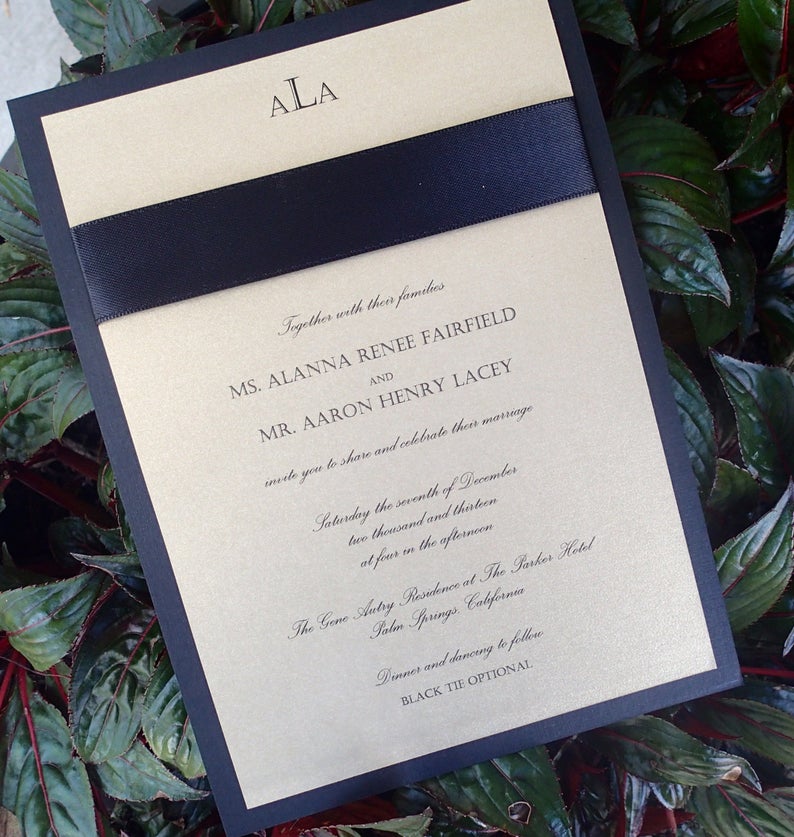 ALA
Together with their families
MS. ALANNA RENEE FAIRFIELD
AND
MR. AARON HENRY LACEY
invite you to share and celebrate their marriage
Saturday the seventh of December
two thousand and thirteen
at four in the afternoon
The Gene Autry Residence at The Parker Hotel
Palm Springs, California
Dinner and dancing to follow
BLACK TIE OPTIONAL